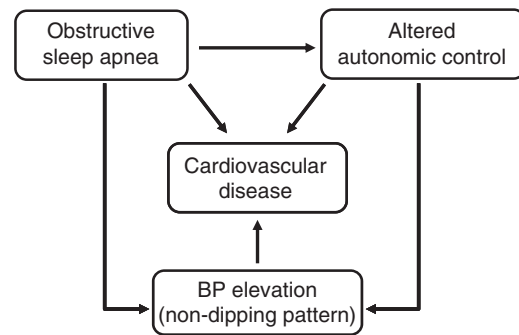 Obstructive
sleep apnea
Altered
autonomic control
Cardiovascular
disease
BP elevation
(non-dipping pattern)